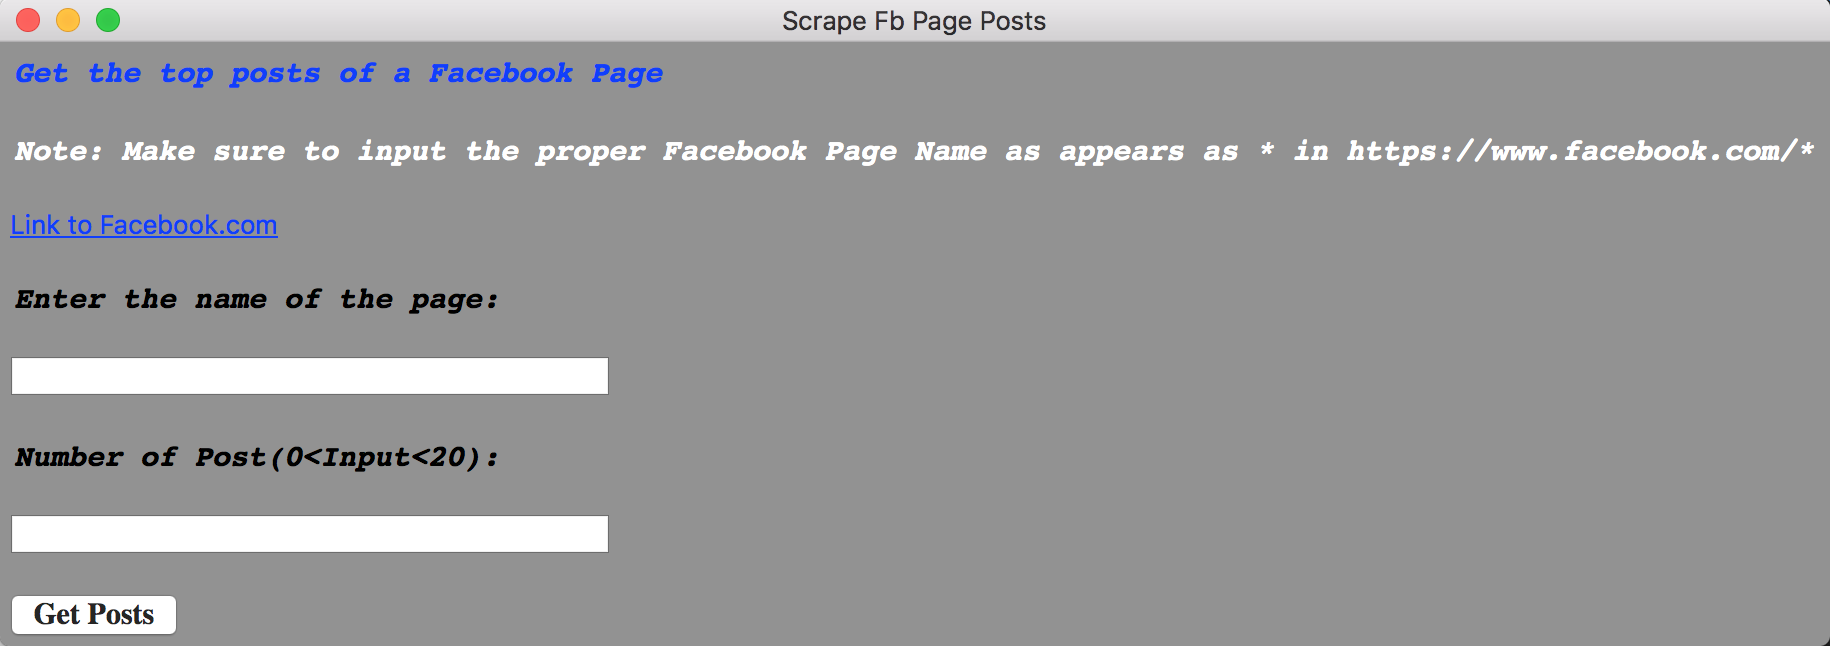 Scrape Fb Page Posts
Get the top posts of a Facebook Page
Note: Make sure to input the proper Facebook Page Name as appears as * in https://www.facebook.com/*
Link to Facebook.com
Enter the name of the page:
Number of Post(0<Input<20):
Get Posts